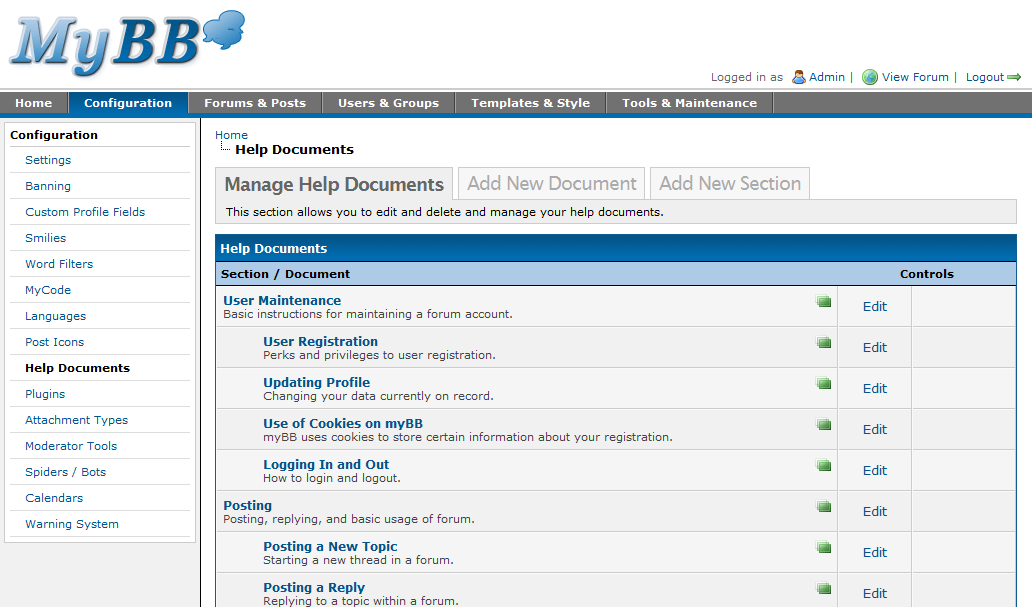 MyBB
Logged in as Admin | View Forum | Logout
Home Configuration Forums & Posts Users & Groups Templates & Style Tools & Maintenance
Configuration
Settings
Banning
Custom Profile Fields
Smilies
Word Filters
MyCode
Languages
Post Icons
Help Documents
Plugins
Attachment Types
Moderator Tools
Spiders / Bots
Calendars
Warning System
Home
Help Documents
Manage Help Documents Add New Document Add New Section
This section allows you to edit and delete and manage your help documents.
Help Documents
Section / Document Controls
User Maintenance
Basic instructions for maintaining a forum account.
Edit
User Registration
Perks and privileges to user registration.
Edit
Updating Profile
Changing your data currently on record.
Edit
Use of Cookies on myBB
myBB uses cookies to store certain information about your registration.
Edit
Logging In and Out
How to login and logout.
Edit
Posting
Posting, replying, and basic usage of forum.
Edit
Posting a New Topic
Starting a new thread in a forum.
Edit
Posting a Reply
Replying to a topic within a forum.
Edit